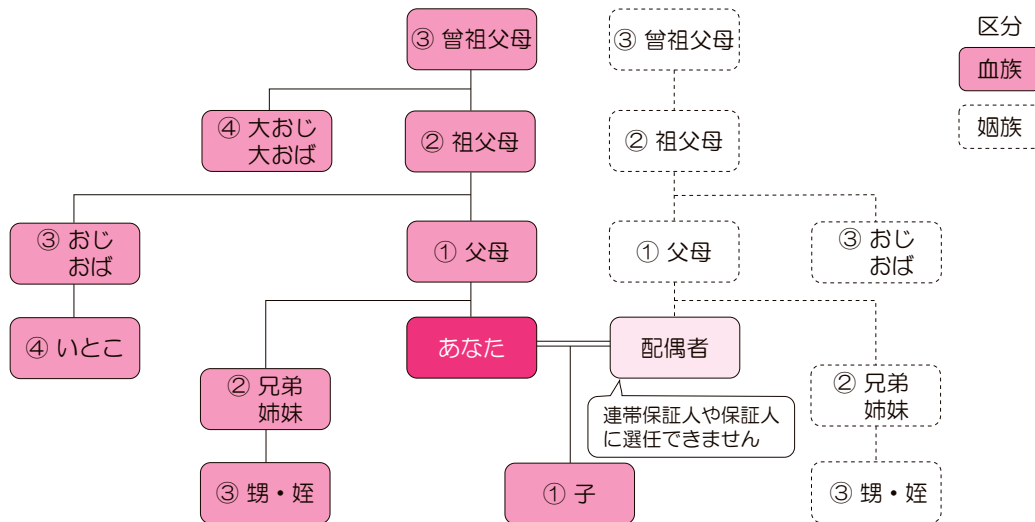 ③ 曾祖父母
③ 曾祖父母
区分
血族
④ 大おじ
大おば
② 祖父母
② 祖父母
姻族
③ おじ
おば
① 父母
① 父母
③ おじ
おば
④ いとこ
あなた
配偶者
② 兄弟
姉妹
連帯保証人や保証人
に選任できません
② 兄弟
姉妹
③ 甥・姪
① 子
③ 甥・姪